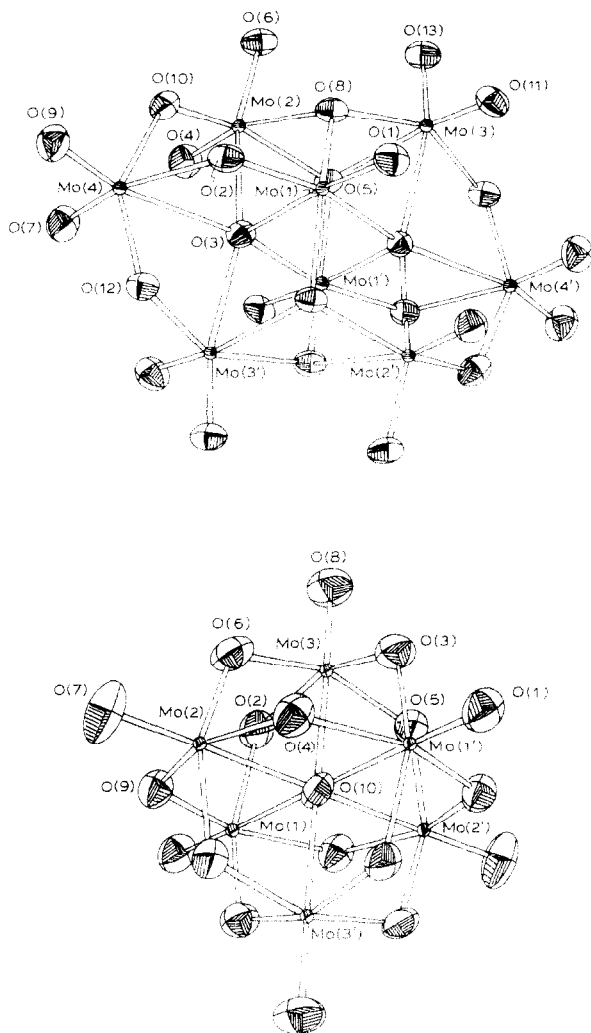 O(6)
O(13)
O(10) O(8) O(11)
O(9) Mo(2)
O(4) O(1) Mo(3)
Mo(4) O(2) Mo(1) O(5)
O(7) O(3)
O(12) Mo(1') Mo(4')
Mo(3') Mo(2')
O(8)
O(6) Mo(3) O(3)
O(7) O(2) O(5) O(1)
Mo(2) O(4) Mo(1')
O(9) O(10)
Mo(1) Mo(2')
Mo(3')